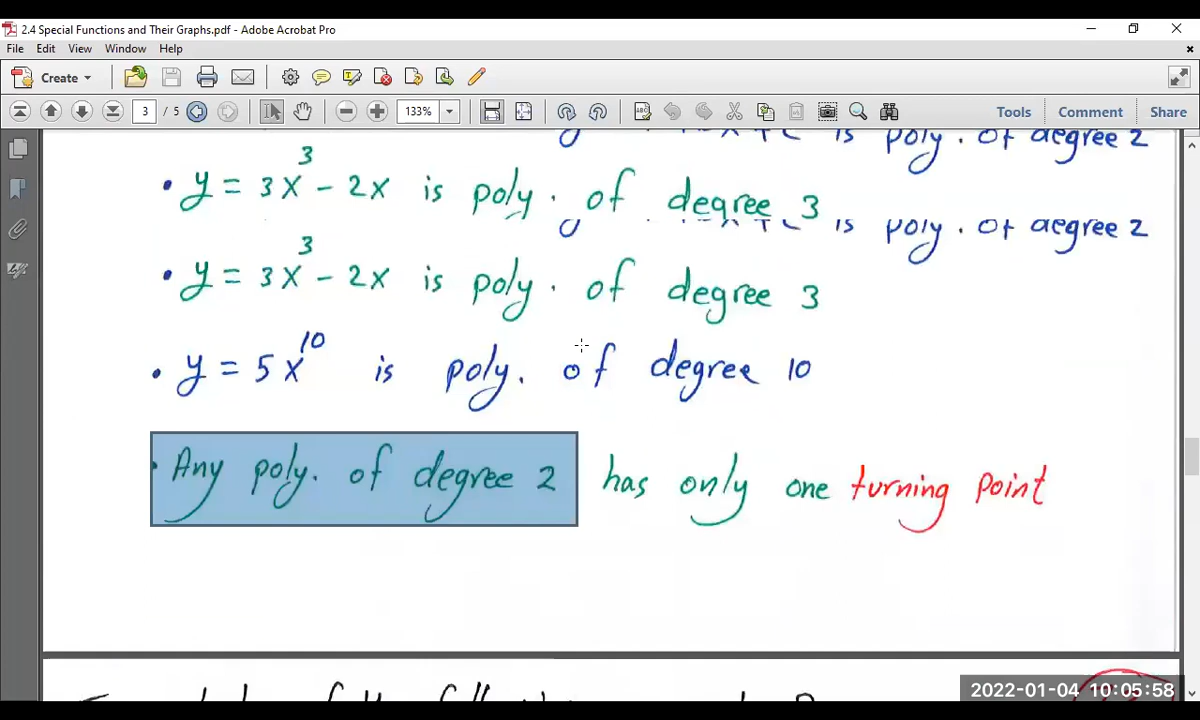 2.4 Special Functions and Their Graphs.pdf - Adobe Acrobat Pro
File Edit View Window Help
Create
3 / 5 133% Tools Comment Share
is poly. of degree 2
• y = 3x³ - 2x is poly. of degree 3
is poly. of degree 2
• y = 3x³ - 2x is poly. of degree 3
• y = 5x¹⁰ is poly. of degree 10
• Any poly. of degree 2 has only one turning point
2022-01-04 10:05:58